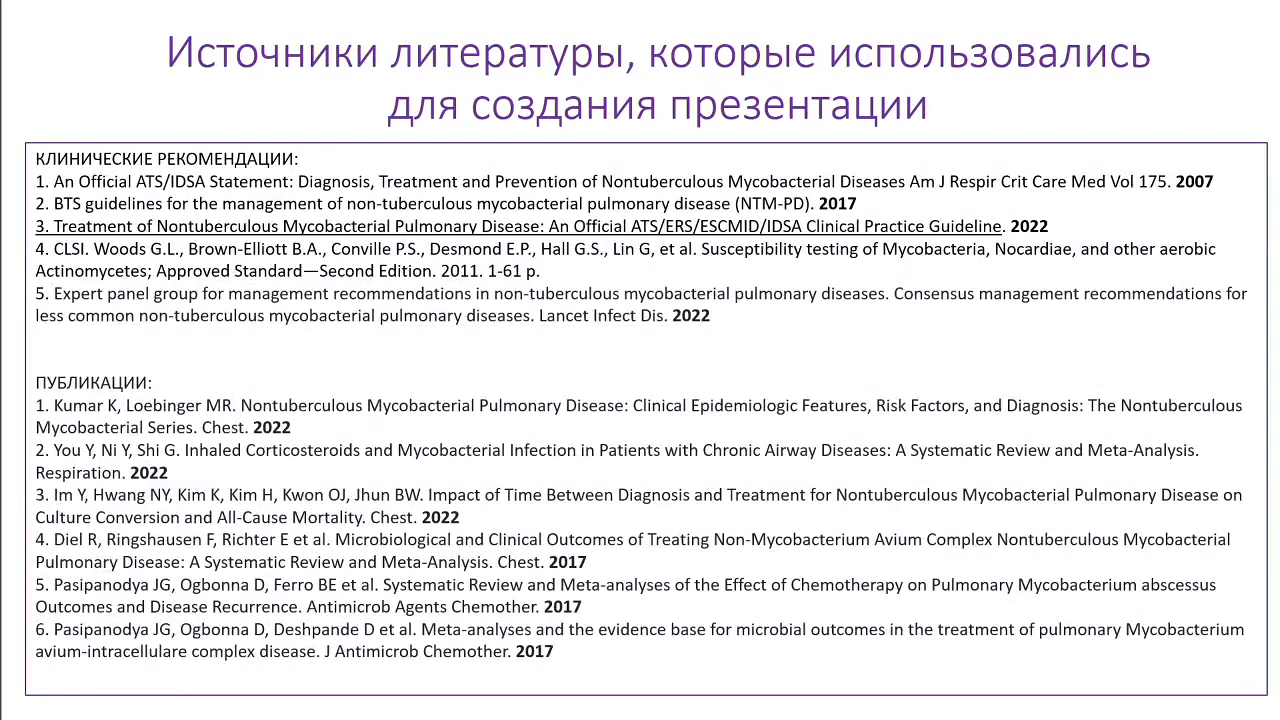 Источники литературы, которые использовались
для создания презентации
КЛИНИЧЕСКИЕ РЕКОМЕНДАЦИИ:
1. An Official ATS/IDSA Statement: Diagnosis, Treatment and Prevention of Nontuberculous Mycobacterial Diseases Am J Respir Crit Care Med Vol 175. 2007
2. BTS guidelines for the management of non-tuberculous mycobacterial pulmonary disease (NTM-PD). 2017
3. Treatment of Nontuberculous Mycobacterial Pulmonary Disease: An Official ATS/ERS/ESCMID/IDSA Clinical Practice Guideline. 2022
4. CLSI. Woods G.L., Brown-Elliott B.A., Conville P.S., Desmond E.P., Hall G.S., Lin G, et al. Susceptibility testing of Mycobacteria, Nocardiae, and other aerobic
Actinomycetes; Approved Standard—Second Edition. 2011. 1-61 p.
5. Expert panel group for management recommendations in non-tuberculous mycobacterial pulmonary diseases. Consensus management recommendations for
less common non-tuberculous mycobacterial pulmonary diseases. Lancet Infect Dis. 2022
ПУБЛИКАЦИИ:
1. Kumar K, Loebinger MR. Nontuberculous Mycobacterial Pulmonary Disease: Clinical Epidemiologic Features, Risk Factors, and Diagnosis: The Nontuberculous
Mycobacterial Series. Chest. 2022
2. You Y, Ni Y, Shi G. Inhaled Corticosteroids and Mycobacterial Infection in Patients with Chronic Airway Diseases: A Systematic Review and Meta-Analysis.
Respiration. 2022
3. Im Y, Hwang NY, Kim K, Kim H, Kwon OJ, Jhun BW. Impact of Time Between Diagnosis and Treatment for Nontuberculous Mycobacterial Pulmonary Disease on
Culture Conversion and All-Cause Mortality. Chest. 2022
4. Diel R, Ringshausen F, Richter E et al. Microbiological and Clinical Outcomes of Treating Non-Mycobacterium Avium Complex Nontuberculous Mycobacterial
Pulmonary Disease: A Systematic Review and Meta-Analysis. Chest. 2017
5. Pasipanodya JG, Ogbonna D, Ferro BE et al. Systematic Review and Meta-analyses of the Effect of Chemotherapy on Pulmonary Mycobacterium abscessus
Outcomes and Disease Recurrence. Antimicrob Agents Chemother. 2017
6. Pasipanodya JG, Ogbonna D, Deshpande D et al. Meta-analyses and the evidence base for microbial outcomes in the treatment of pulmonary Mycobacterium
avium-intracellulare complex disease. J Antimicrob Chemother. 2017